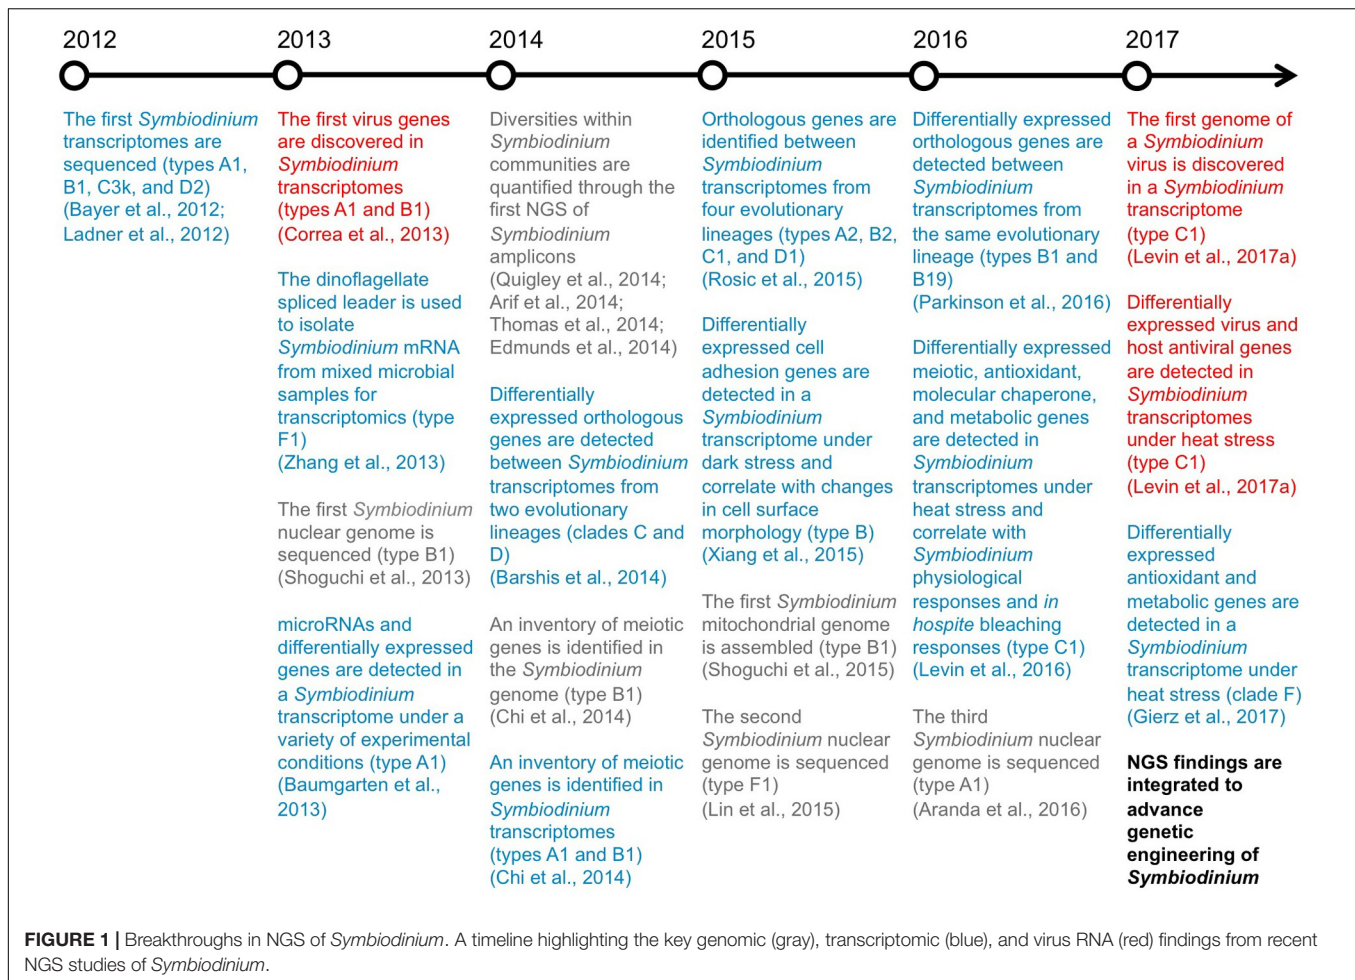 2012
2013
2014
2015
2016
2017
The first Symbiodinium
transcriptomes are
sequenced (types A1,
B1, C3k, and D2)
(Bayer et al., 2012;
Ladner et al., 2012)
The first virus genes
are discovered in
Symbiodinium
transcriptomes
(types A1 and B1)
(Correa et al., 2013)
The dinoflagellate
spliced leader is used
to isolate
Symbiodinium mRNA
from mixed microbial
samples for
transcriptomics (type
F1)
(Zhang et al., 2013)
The first Symbiodinium
nuclear genome is
sequenced (type B1)
(Shoguchi et al., 2013)
microRNAs and
differentially expressed
genes are detected in
a Symbiodinium
transcriptome under a
variety of experimental
conditions (type A1)
(Baumgarten et al.,
2013)
Diversities within
Symbiodinium
communities are
quantified through the
first NGS of
Symbiodinium
amplicons
(Quigley et al., 2014;
Arif et al., 2014;
Thomas et al., 2014;
Edmunds et al., 2014)
Differentially
expressed orthologous
genes are detected
between Symbiodinium
transcriptomes from
two evolutionary
lineages (clades C and
D)
(Barshis et al., 2014)
An inventory of meiotic
genes is identified in
the Symbiodinium
genome (type B1)
(Chi et al., 2014)
An inventory of meiotic
genes is identified in
Symbiodinium
transcriptomes
(types A1 and B1)
(Chi et al., 2014)
Orthologous genes are
identified between
Symbiodinium
transcriptomes from
four evolutionary
lineages (types A2, B2,
C1, and D1)
(Rosic et al., 2015)
Differentially
expressed cell
adhesion genes are
detected in a
Symbiodinium
transcriptome under
dark stress and
correlate with changes
in cell surface
morphology (type B)
(Xiang et al., 2015)
The first Symbiodinium
mitochondrial genome
is assembled (type B1)
(Shoguchi et al., 2015)
The second
Symbiodinium nuclear
genome is sequenced
(type F1)
(Lin et al., 2015)
Differentially expressed
orthologous genes are
detected between
Symbiodinium
transcriptomes from
the same evolutionary
lineage (types B1 and
B19)
(Parkinson et al., 2016)
Differentially expressed
meiotic, antioxidant,
molecular chaperone,
and metabolic genes
are detected in
Symbiodinium
transcriptomes under
heat stress and
correlate with
Symbiodinium
physiological
responses and in
hospite bleaching
responses (type C1)
(Levin et al., 2016)
The third
Symbiodinium nuclear
genome is sequenced
(type A1)
(Aranda et al., 2016)
The first genome of
a Symbiodinium
virus is discovered
in a Symbiodinium
transcriptome
(type C1)
(Levin et al., 2017a)
Differentially
expressed virus and
host antiviral genes
are detected in
Symbiodinium
transcriptomes
under heat stress
(type C1)
(Levin et al., 2017a)
Differentially
expressed
antioxidant and
metabolic genes are
detected in a
Symbiodinium
transcriptome under
heat stress (clade F)
(Gierz et al., 2017)
NGS findings are
integrated to
advance
genetic
engineering of
Symbiodinium
FIGURE 1 | Breakthroughs in NGS of Symbiodinium. A timeline highlighting the key genomic (gray), transcriptomic (blue), and virus RNA (red) findings from recent
NGS studies of Symbiodinium.